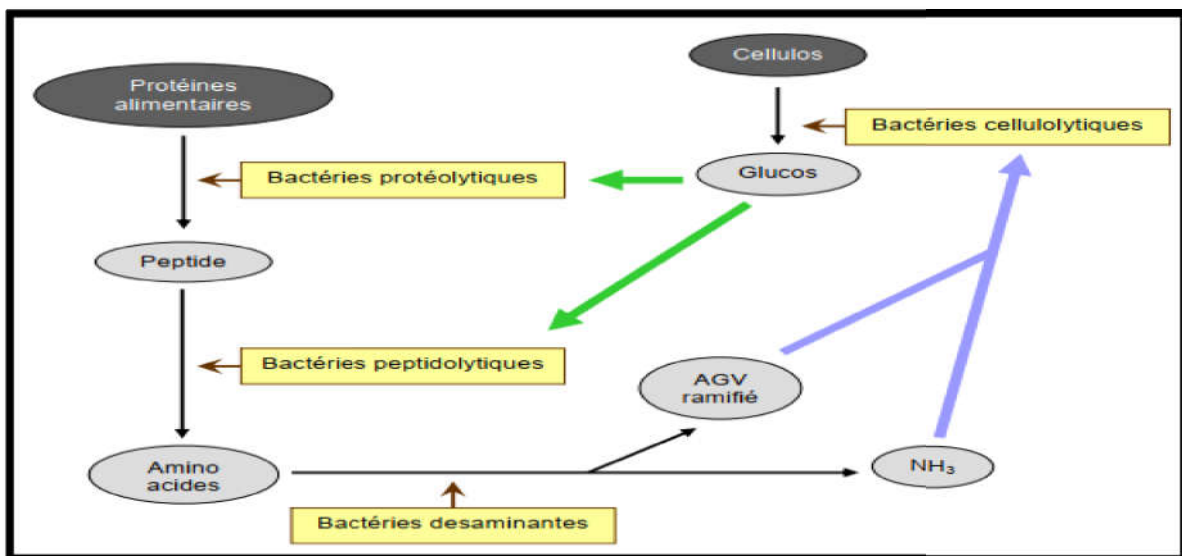 Cellulos
Protéines
alimentaires
Bactéries cellulolytiques
Bactéries protéolytiques
Glucos
Peptide
Bactéries peptidolytiques
AGV
ramifié
Amino
acides
NH₃
Bactéries desaminantes